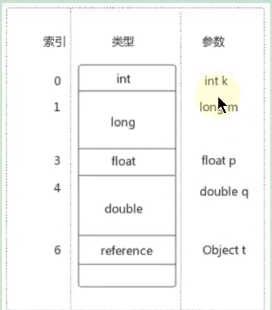 索引 类型 参数
0 int int k
1 long long m
3 float float p
4 double double q
6 reference Object t